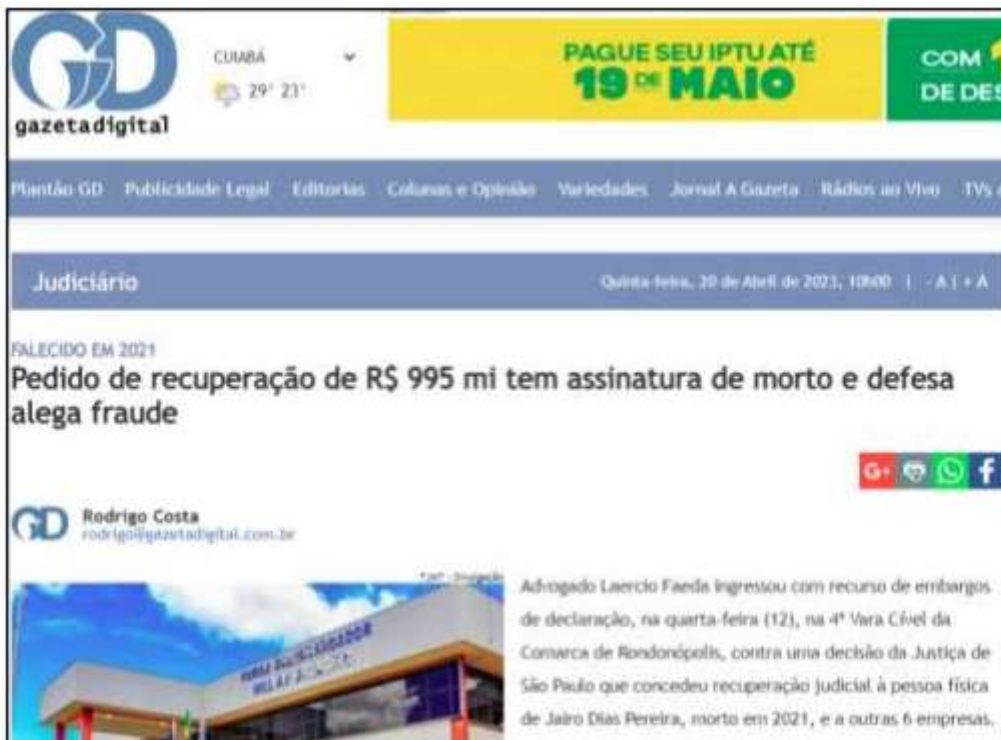 GD
gazetadigital
CUIABÁ
29° 23°
PAGUE SEU IPTU ATÉ
19 DE MAIO
COM
DE DES
Plantão GD Publicidade Legal Editorias Colunas e Opinião Variedades Jornal A Gazeta Rádios ao Vivo TVs
Judiciário
Quinta-feira, 20 de Abril de 2023, 10h00 | - A | + A
FALECIDO EM 2021
Pedido de recuperação de R$ 995 mi tem assinatura de morto e defesa
alega fraude
G+ f
GD Rodrigo Costa
rodrigo@gazetadigital.com.br
Divulgação
Advogado Laercio Faeda ingressou com recurso de embargos
de declaração, na quarta-feira (12), na 4ª Vara Cível da
Comarca de Rondonópolis, contra uma decisão da Justiça de
São Paulo que concedeu recuperação judicial à pessoa física
de Jairo Dias Pereira, morto em 2021, e a outras 6 empresas.